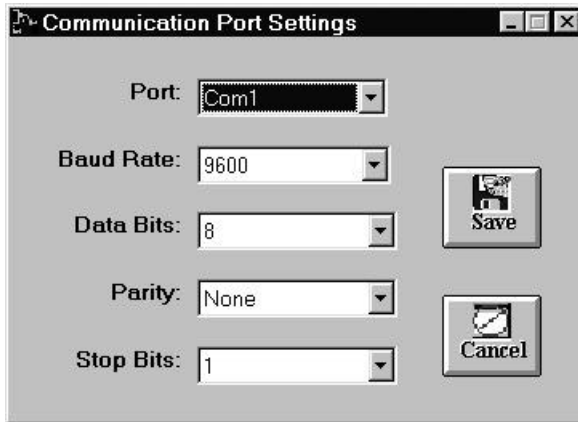 Communication Port Settings
Port: Com1
Baud Rate: 9600
Data Bits: 8
Parity: None
Stop Bits: 1
Save
Cancel